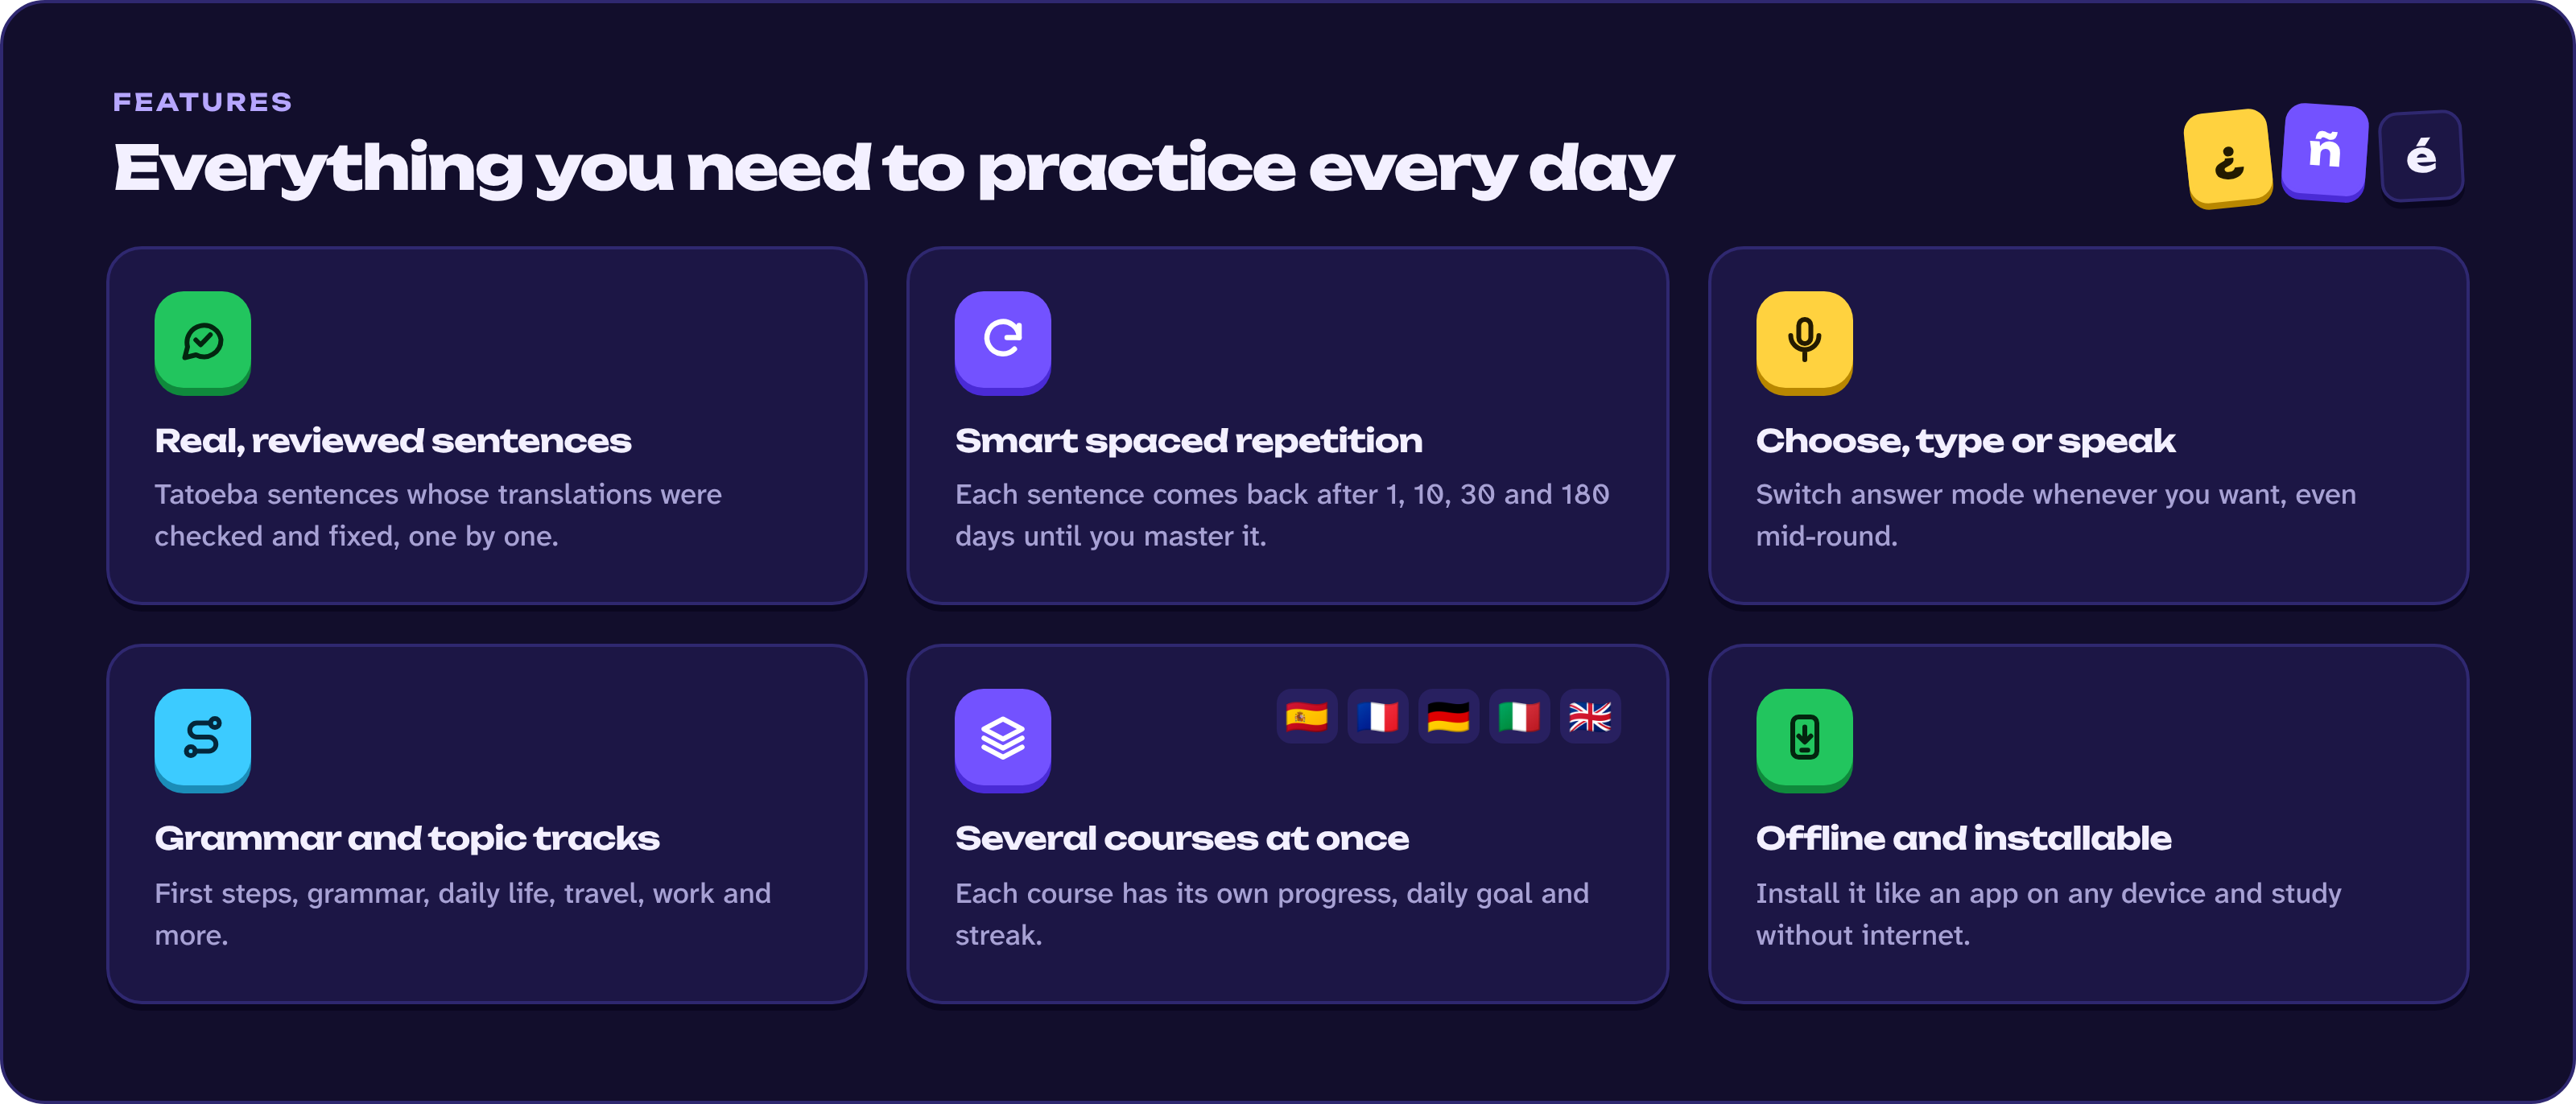 FEATURES
Everything you need to practice every day
¿ ñ é
Real, reviewed sentences
Tatoeba sentences whose translations were
checked and fixed, one by one.
Smart spaced repetition
Each sentence comes back after 1, 10, 30 and 180
days until you master it.
Choose, type or speak
Switch answer mode whenever you want, even
mid-round.
Grammar and topic tracks
First steps, grammar, daily life, travel, work and
more.
Several courses at once
Each course has its own progress, daily goal and
streak.
Offline and installable
Install it like an app on any device and study
without internet.